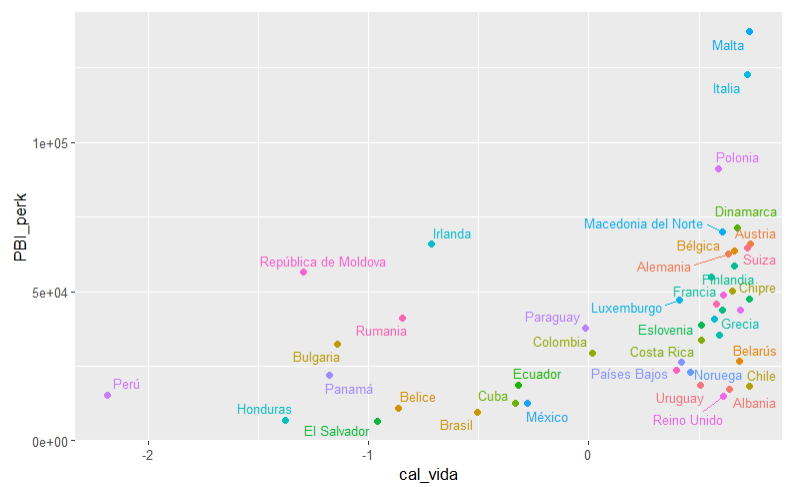 Malta
Italia
1e+05
Polonia
Dinamarca
Macedonia del Norte
Irlanda
Austria
Bélgica
República de Moldova
Alemania
Suiza
PBI_perk
Finlandia
5e+04
Francia
Chipre
Luxemburgo
Paraguay
Rumania
Eslovenia
Grecia
Colombia
Bulgaria
Costa Rica
Belarús
Ecuador
Países Bajos
Noruega
Chile
Perú
Panamá
Belice
Cuba
Uruguay
Albania
Honduras
México
Reino Unido
El Salvador
Brasil
0e+00
-2
-1
0
cal_vida